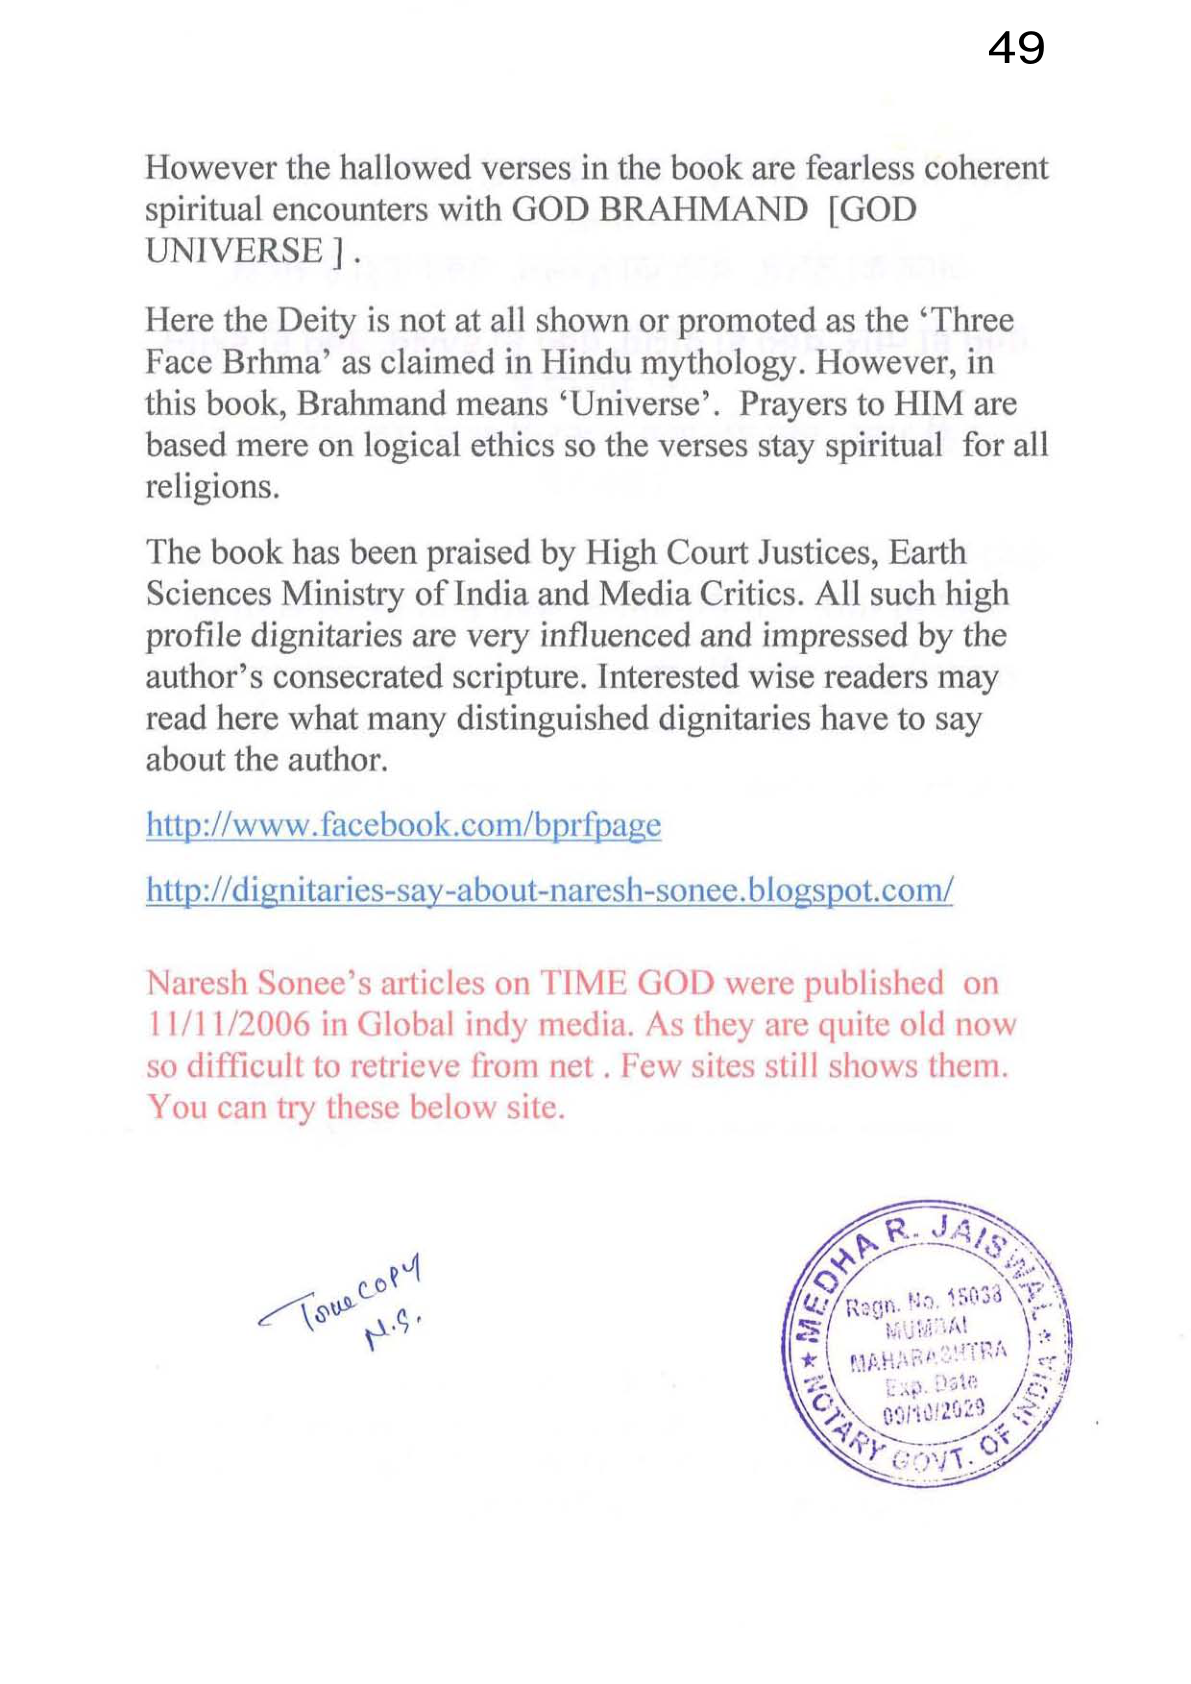 49
However the hallowed verses in the book are fearless coherent
spiritual encounters with GOD BRAHMAND [GOD
UNIVERSE ] .
Here the Deity is not at all shown or promoted as the ‘Three
Face Brhma’ as claimed in Hindu mythology. However, in
this book, Brahmand means ‘Universe’. Prayers to HIM are
based mere on logical ethics so the verses stay spiritual for all
religions.
The book has been praised by High Court Justices, Earth
Sciences Ministry of India and Media Critics. All such high
profile dignitaries are very influenced and impressed by the
author’s consecrated scripture. Interested wise readers may
read here what many distinguished dignitaries have to say
about the author.
http://www.facebook.com/bprfpage
http://dignitaries-say-about-naresh-sonee.blogspot.com/
Naresh Sonee’s articles on TIME GOD were published on
11/11/2006 in Global indy media. As they are quite old now
so difficult to retrieve from net . Few sites still shows them.
You can try these below site.
True COPY
N.S.
★ MEDHA R. JAISWAL ★
Regn. No. 15038
MUMBAI
MAHARASHTRA
Exp. Date
09/10/2029
NOTARY GOVT. OF INDIA